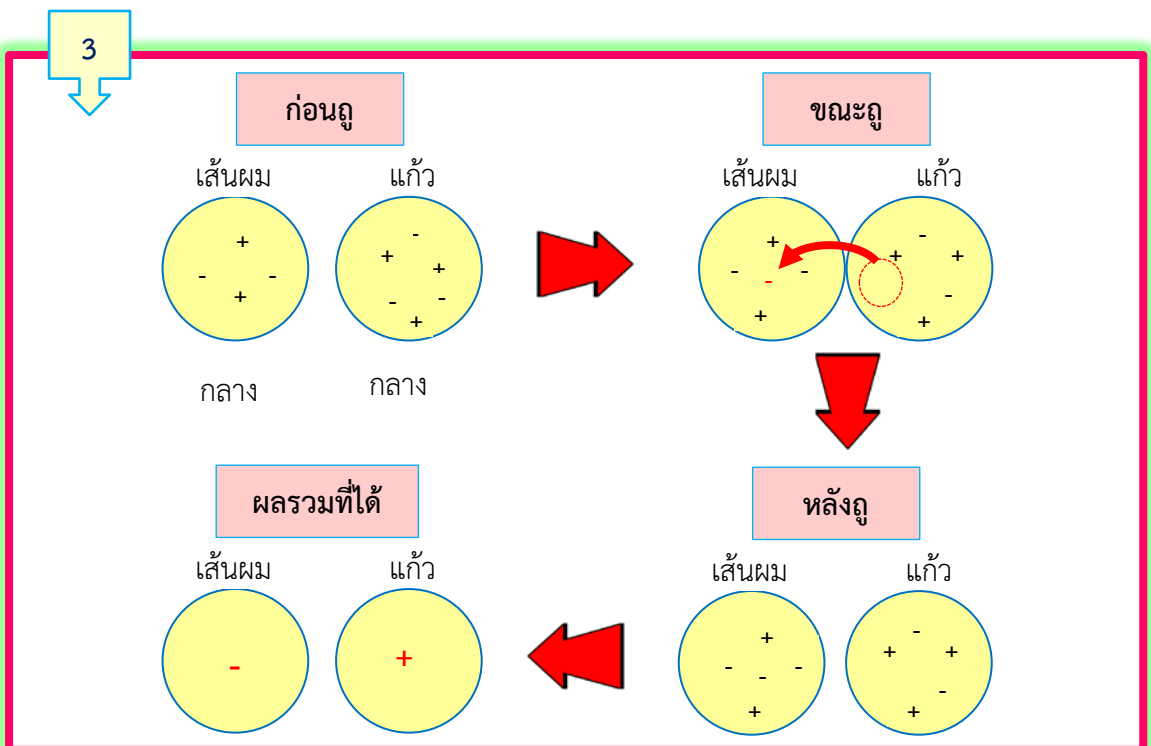 3
ก่อนถู
ขณะถู
เส้นผม แก้ว
เส้นผม แก้ว
+ - - +
- + + - - +
+ - - - +
- + + - +
กลาง กลาง
ผลรวมที่ได้
หลังถู
เส้นผม แก้ว
เส้นผม แก้ว
- +
+ - - - +
- + + - +